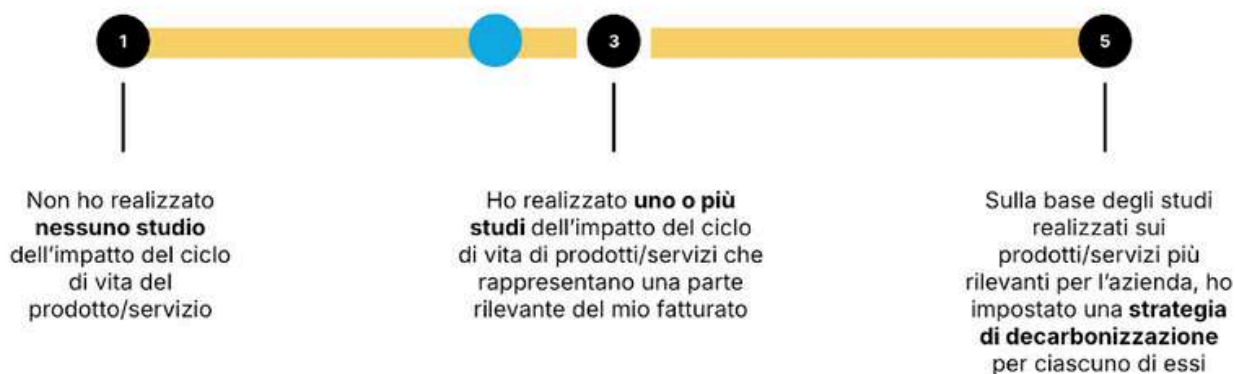 1
3
5
Non ho realizzato
nessuno studio
dell'impatto del ciclo
di vita del
prodotto/servizio
Ho realizzato uno o più
studi dell'impatto del ciclo
di vita di prodotti/servizi che
rappresentano una parte
rilevante del mio fatturato
Sulla base degli studi
realizzati sui
prodotti/servizi più
rilevanti per l'azienda, ho
impostato una strategia
di decarbonizzazione
per ciascuno di essi